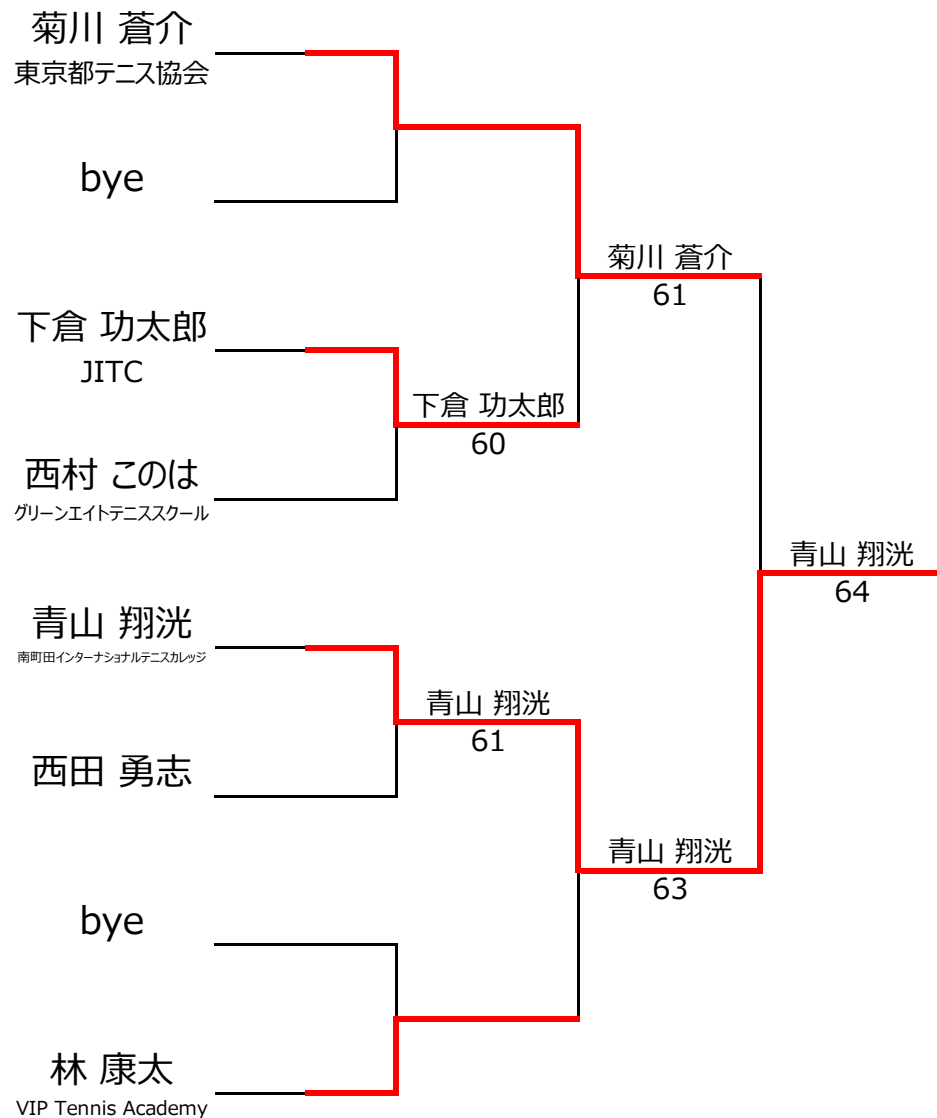 菊川 蒼介
東京都テニス協会
bye
菊川 蒼介
61
下倉 功太郎
JITC
下倉 功太郎
60
西村 このは
グリーンエイトテニススクール
青山 翔洸
64
青山 翔洸
南町田インターナショナルテニスカレッジ
青山 翔洸
61
西田 勇志
青山 翔洸
63
bye
林 康太
VIP Tennis Academy